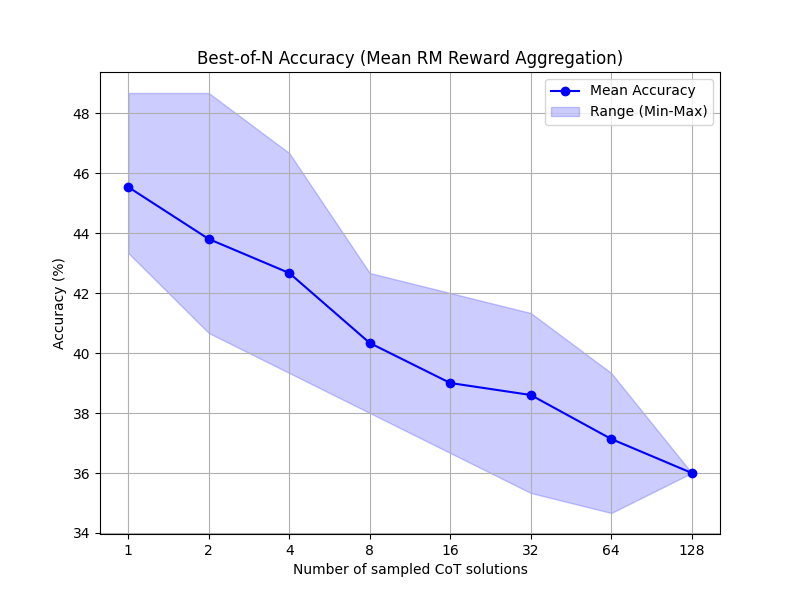 Best-of-N Accuracy (Mean RM Reward Aggregation)
Mean Accuracy
Range (Min-Max)
Accuracy (%)
48
46
44
42
40
38
36
34
1 2 4 8 16 32 64 128
Number of sampled CoT solutions